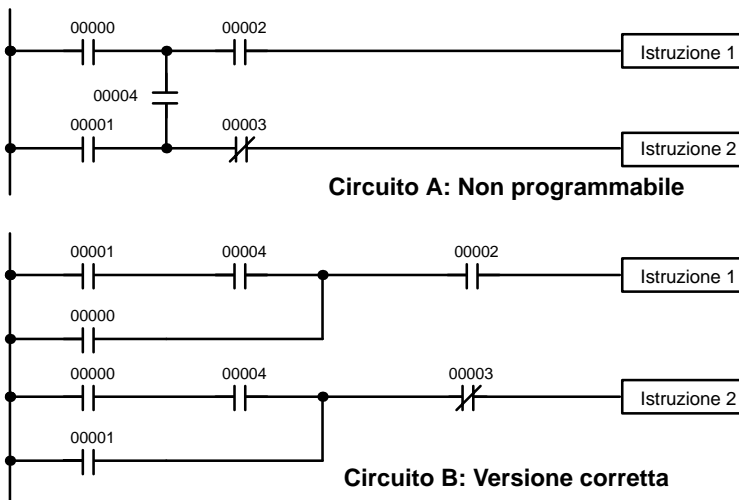 00000 00002
Istruzione 1
00004
00001 00003
Istruzione 2
Circuito A: Non programmabile
00001 00004 00002
Istruzione 1
00000
00000 00004 00003
Istruzione 2
00001
Circuito B: Versione corretta